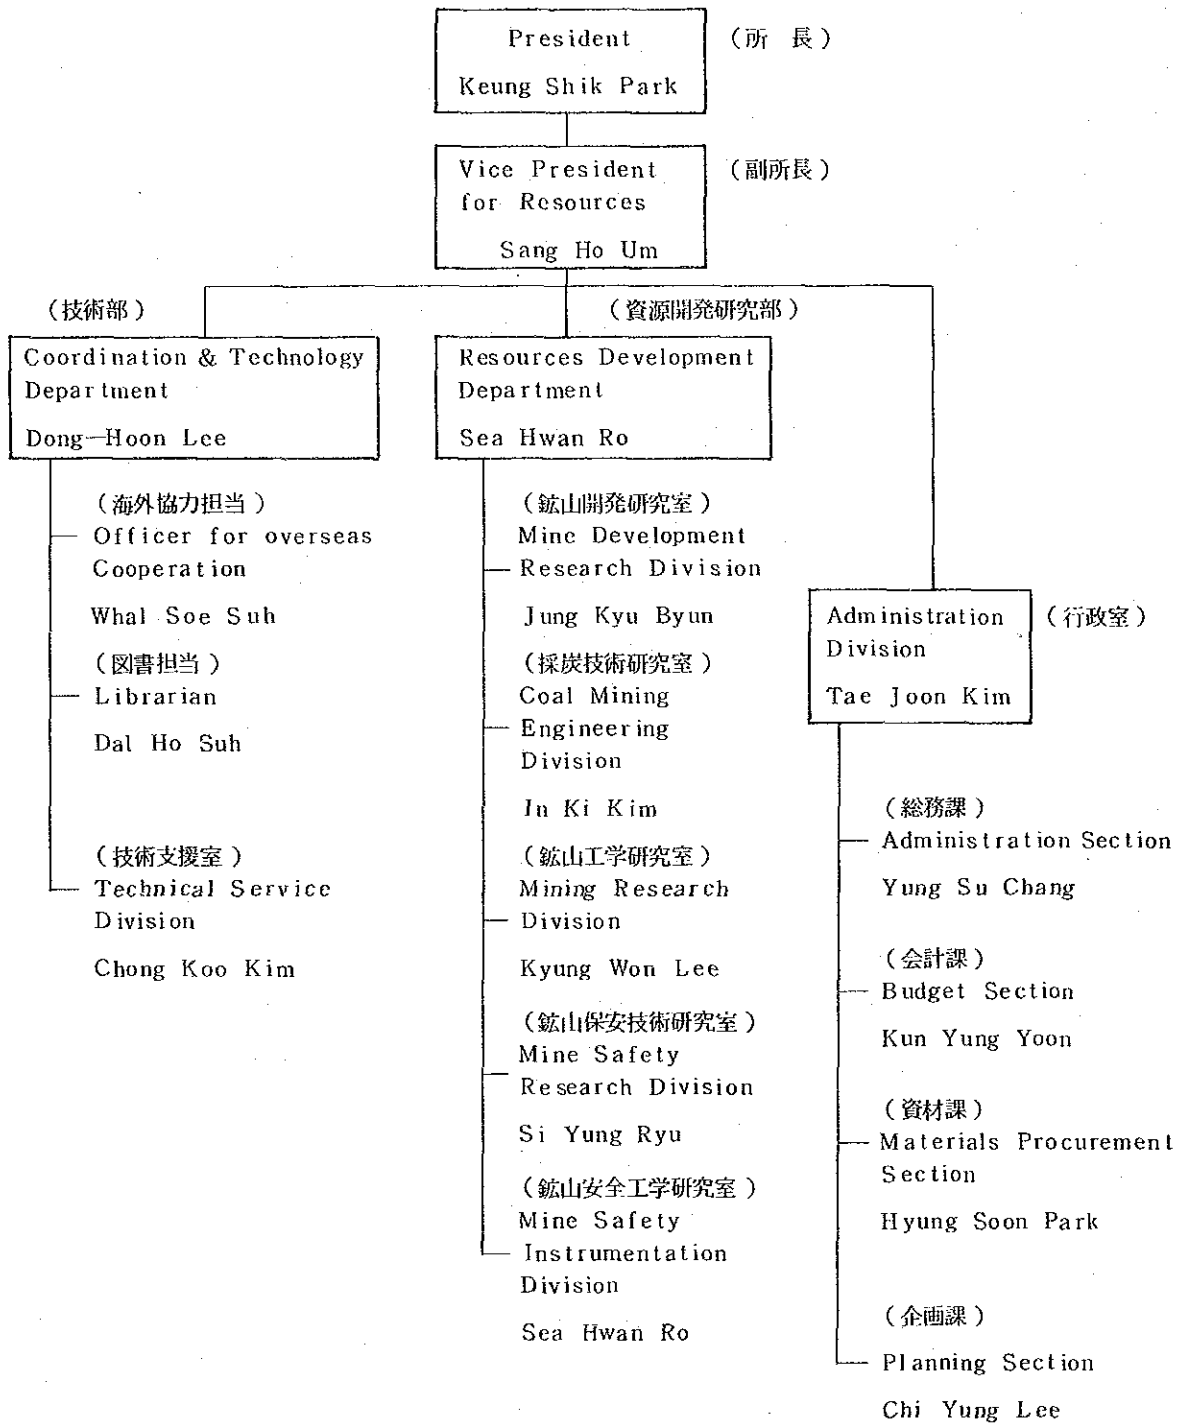 President
(所 長)
Keung Shik Park
Vice President
(副所長)
for Resources
Sang Ho Um
(技術部)
Coordination & Technology
Department
Dong-Hoon Lee
(海外協力担当)
Officer for overseas
Cooperation
Whal Soe Suh
(図書担当)
Librarian
Dal Ho Suh
(技術支援室)
Technical Service
Division
Chong Koo Kim
(資源開発研究部)
Resources Development
Department
Sea Hwan Ro
(鉱山開発研究室)
Mine Development
Research Division
Jung Kyu Byun
(採炭技術研究室)
Coal Mining
Engineering
Division
In Ki Kim
(鉱山工学研究室)
Mining Research
Division
Kyung Won Lee
(鉱山保安技術研究室)
Mine Safety
Research Division
Si Yung Ryu
(鉱山安全工学研究室)
Mine Safety
Instrumentation
Division
Sea Hwan Ro
Administration
(行政室)
Division
Tae Joon Kim
(総務課)
Administration Section
Yung Su Chang
(会計課)
Budget Section
Kun Yung Yoon
(資材課)
Materials Procurement
Section
Hyung Soon Park
(企画課)
Planning Section
Chi Yung Lee